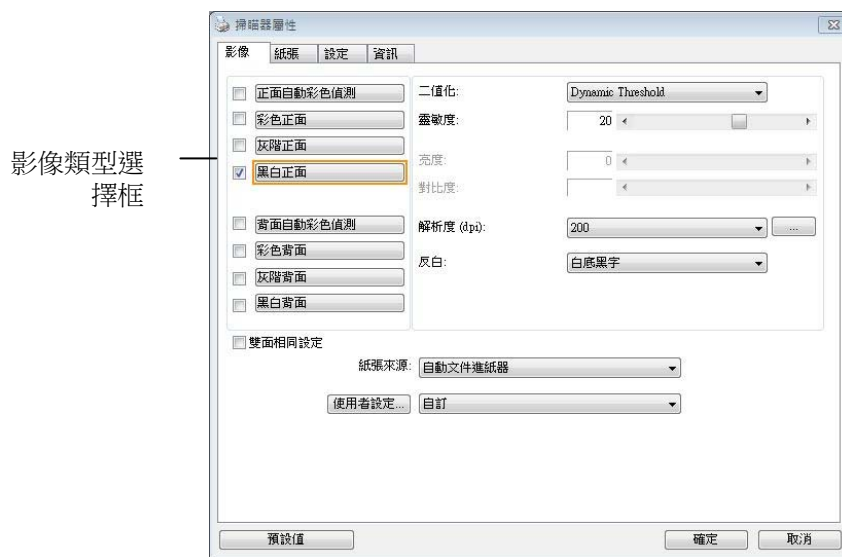 掃瞄器屬性
影像 紙張 設定 資訊
正面自動彩色偵測
彩色正面
灰階正面
黑白正面
背面自動彩色偵測
彩色背面
灰階背面
黑白背面
二值化: Dynamic Threshold
靈敏度: 20
亮度: 0
對比度:
解析度 (dpi): 200 ...
反白: 白底黑字
雙面相同設定
紙張來源: 自動文件進紙器
使用者設定... 自訂
預設值 確定 取消
影像類型選
擇框